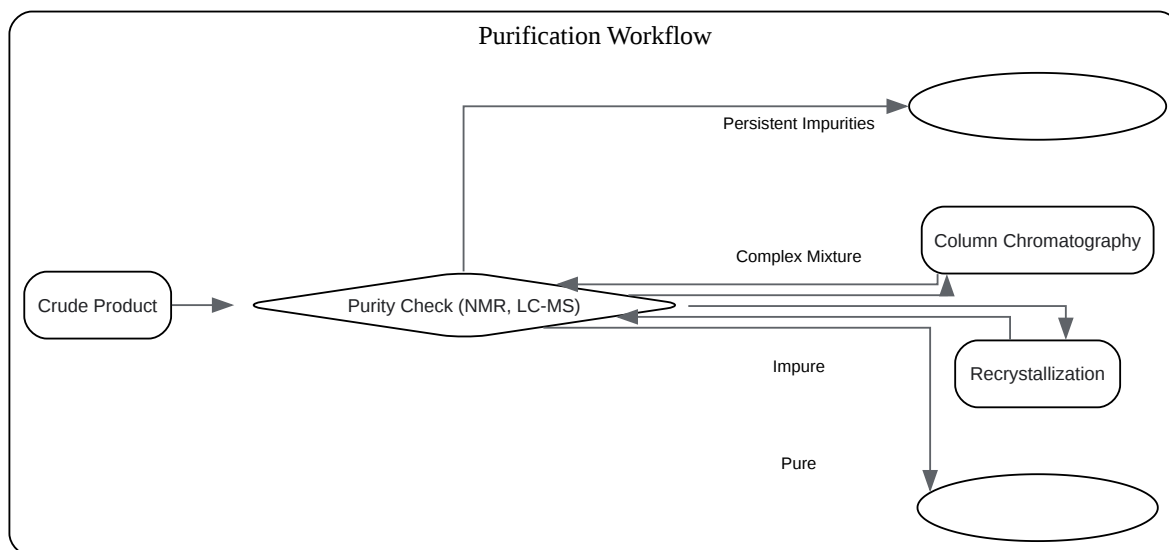 Purification Workflow
Persistent Impurities
Column Chromatography
Complex Mixture
Crude Product
Purity Check (NMR, LC-MS)
Impure
Recrystallization
Pure